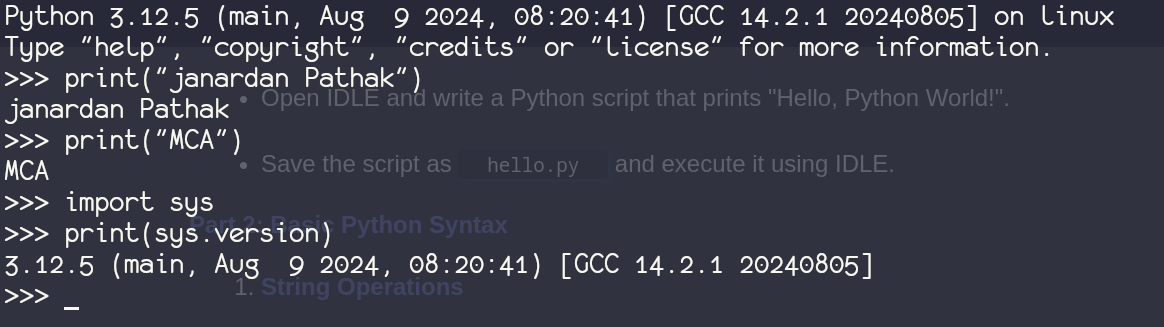 Python 3.12.5 (main, Aug  9 2024, 08:20:41) [GCC 14.2.1 20240805] on linux
Type "help", "copyright", "credits" or "license" for more information.
>>> print("janardan Pathak")
• Open IDLE and write a Python script that prints "Hello, Python World!".
janardan Pathak
>>> print("MCA")
• Save the script as hello.py and execute it using IDLE.
MCA
>>> import sys
Part 2: Basic Python Syntax
>>> print(sys.version)
3.12.5 (main, Aug  9 2024, 08:20:41) [GCC 14.2.1 20240805]
1. String Operations
>>> _